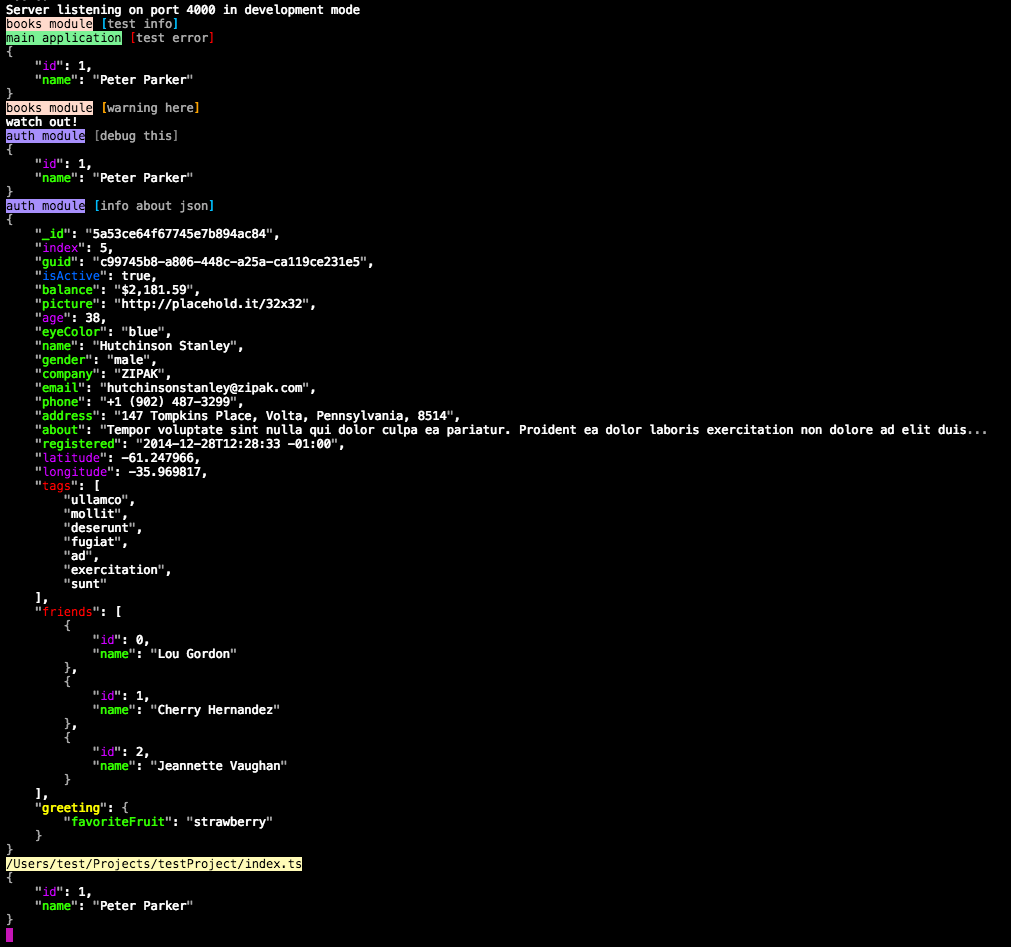 Server listening on port 4000 in development mode
books module [test info]
main application [test error]
{
    "id": 1,
    "name": "Peter Parker"
}
books module [warning here]
watch out!
auth module [debug this]
{
    "id": 1,
    "name": "Peter Parker"
}
auth module [info about json]
{
    "_id": "5a53ce64f67745e7b894ac84",
    "index": 5,
    "guid": "c99745b8-a806-448c-a25a-ca119ce231e5",
    "isActive": true,
    "balance": "$2,181.59",
    "picture": "http://placehold.it/32x32",
    "age": 38,
    "eyeColor": "blue",
    "name": "Hutchinson Stanley",
    "gender": "male",
    "company": "ZIPAK",
    "email": "hutchinsonstanley@zipak.com",
    "phone": "+1 (902) 487-3299",
    "address": "147 Tompkins Place, Volta, Pennsylvania, 8514",
    "about": "Tempor voluptate sint nulla qui dolor culpa ea pariatur. Proident ea dolor laboris exercitation non dolore ad elit duis...
    "registered": "2014-12-28T12:28:33 -01:00",
    "latitude": -61.247966,
    "longitude": -35.969817,
    "tags": [
        "ullamco",
        "mollit",
        "deserunt",
        "fugiat",
        "ad",
        "exercitation",
        "sunt"
    ],
    "friends": [
        {
            "id": 0,
            "name": "Lou Gordon"
        },
        {
            "id": 1,
            "name": "Cherry Hernandez"
        },
        {
            "id": 2,
            "name": "Jeannette Vaughan"
        }
    ],
    "greeting": {
        "favoriteFruit": "strawberry"
    }
}
/Users/test/Projects/testProject/index.ts
{
    "id": 1,
    "name": "Peter Parker"
}